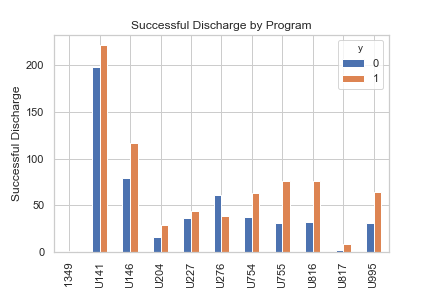 Successful Discharge by Program
y
0
1
Successful Discharge
200
150
100
50
0
1349
U141
U146
U204
U227
U276
U754
U755
U816
U817
U995